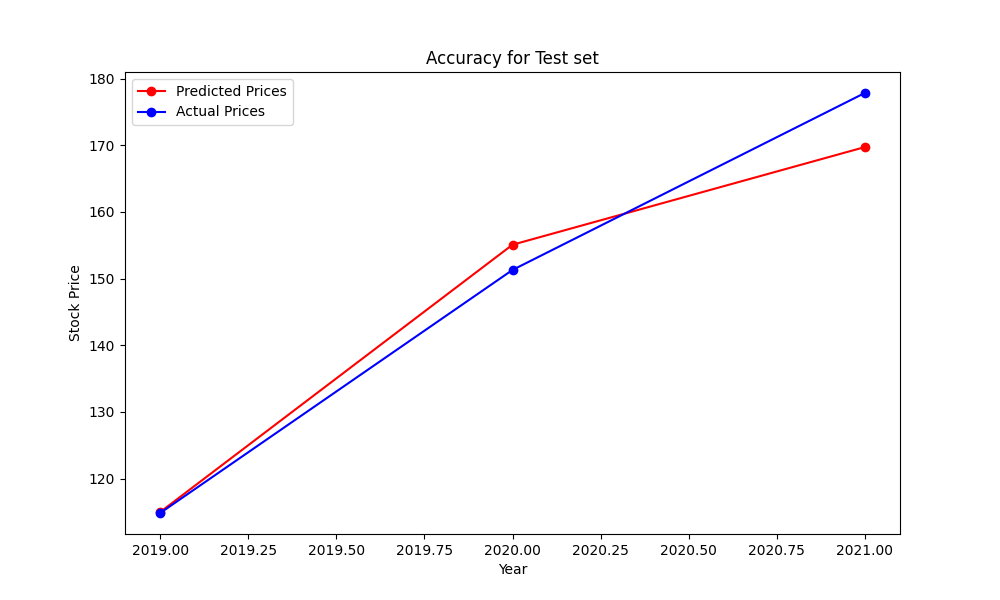 Accuracy for Test set
Predicted Prices
Actual Prices
Stock Price
180
170
160
150
140
130
120
2019.00 2019.25 2019.50 2019.75 2020.00 2020.25 2020.50 2020.75 2021.00
Year